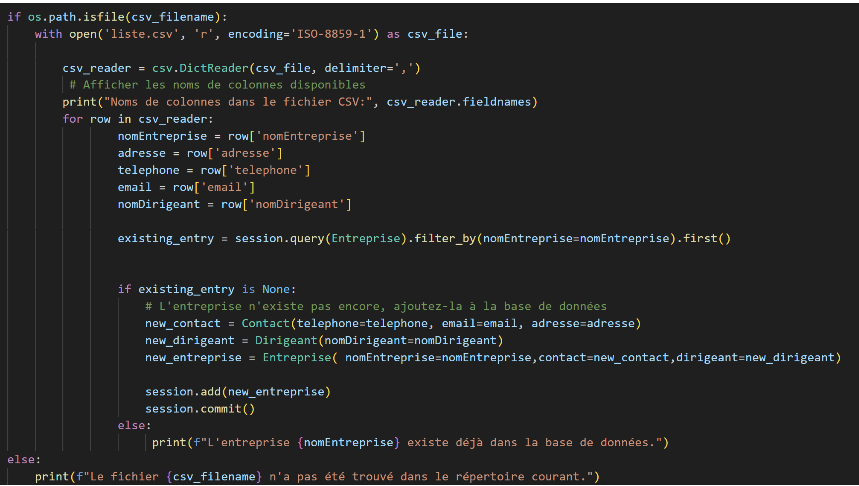 if os.path.isfile(csv_filename):
    with open('liste.csv', 'r', encoding='ISO-8859-1') as csv_file:
        csv_reader = csv.DictReader(csv_file, delimiter=',')
         # Afficher les noms de colonnes disponibles
        print("Noms de colonnes dans le fichier CSV:", csv_reader.fieldnames)
        for row in csv_reader:
                nomEntreprise = row['nomEntreprise']
                adresse = row['adresse']
                telephone = row['telephone']
                email = row['email']
                nomDirigeant = row['nomDirigeant']
                existing_entry = session.query(Entreprise).filter_by(nomEntreprise=nomEntreprise).first()
                if existing_entry is None:
                    # L'entreprise n'existe pas encore, ajoutez-la à la base de données
                    new_contact = Contact(telephone=telephone, email=email, adresse=adresse)
                    new_dirigeant = Dirigeant(nomDirigeant=nomDirigeant)
                    new_entreprise = Entreprise( nomEntreprise=nomEntreprise,contact=new_contact,dirigeant=new_dirigeant)
                    session.add(new_entreprise)
                    session.commit()
                else:
                     print(f"L'entreprise {nomEntreprise} existe déjà dans la base de données.")
else:
    print(f"Le fichier {csv_filename} n'a pas été trouvé dans le répertoire courant.")